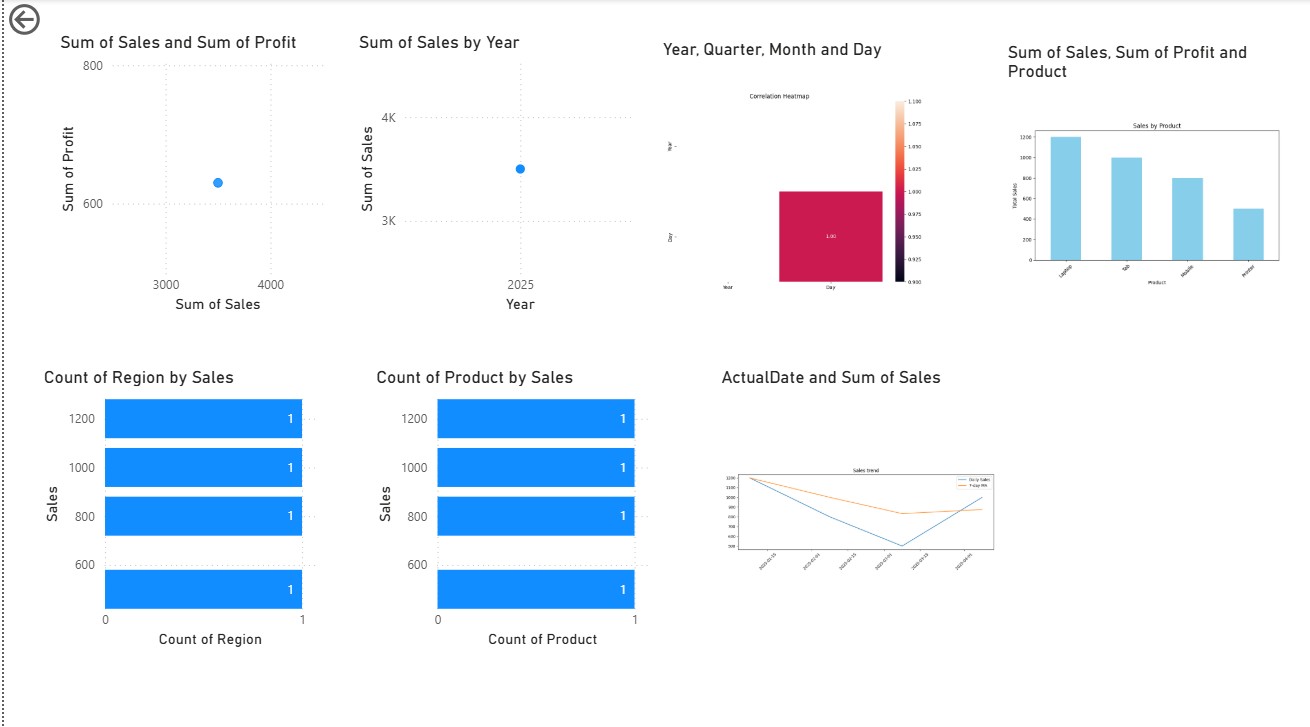 Sum of Sales and Sum of Profit
800
600
Sum of Profit
3000
4000
Sum of Sales
Sum of Sales by Year
4K
3K
Sum of Sales
2025
Year
Year, Quarter, Month and Day
Correlation Heatmap
Year
Day
1.00
Year
Day
1.100
1.075
1.050
1.025
1.000
0.975
0.950
0.925
0.900
Sum of Sales, Sum of Profit and
Product
Sales by Product
1200
1000
800
600
400
200
0
Total Sales
Laptop
Tab
Mobile
Printer
Product
Count of Region by Sales
1200
1000
800
600
Sales
1
1
1
1
0
1
Count of Region
Count of Product by Sales
1200
1000
800
600
Sales
1
1
1
1
0
1
Count of Product
ActualDate and Sum of Sales
Sales trend
1200
1100
1000
900
800
700
600
500
Daily Sales
7-day MA